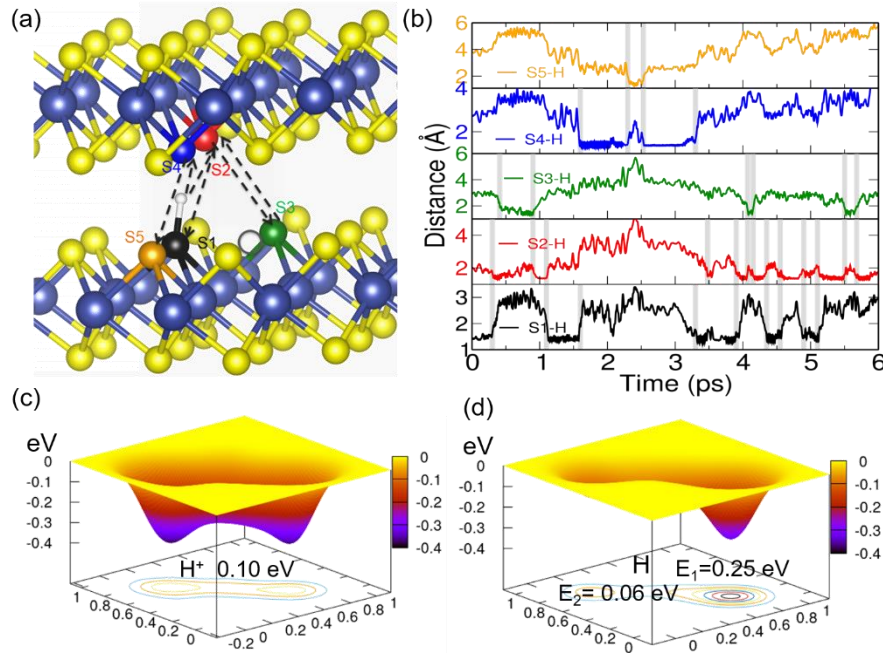 (a)
S4
S2
S5
S1
S3
(b)
6
4
2
S5-H
4
2
S4-H
6
4
2
S3-H
4
2
S2-H
3
2
1
S1-H
Distance (Å)
0 1 2 3 4 5 6
Time (ps)
(c)
eV
0
-0.1
-0.2
-0.3
-0.4
0
-0.1
-0.2
-0.3
-0.4
H⁺ 0.10 eV
1
0.8
0.6
0.4
0.2
0
-0.2
0
0.2
0.4
0.6
0.8
1
(d)
eV
0
-0.1
-0.2
-0.3
-0.4
0
-0.1
-0.2
-0.3
-0.4
H
E₁=0.25 eV
E₂= 0.06 eV
1
0.8
0.6
0.4
0.2
0
0
0.2
0.4
0.6
0.8
1